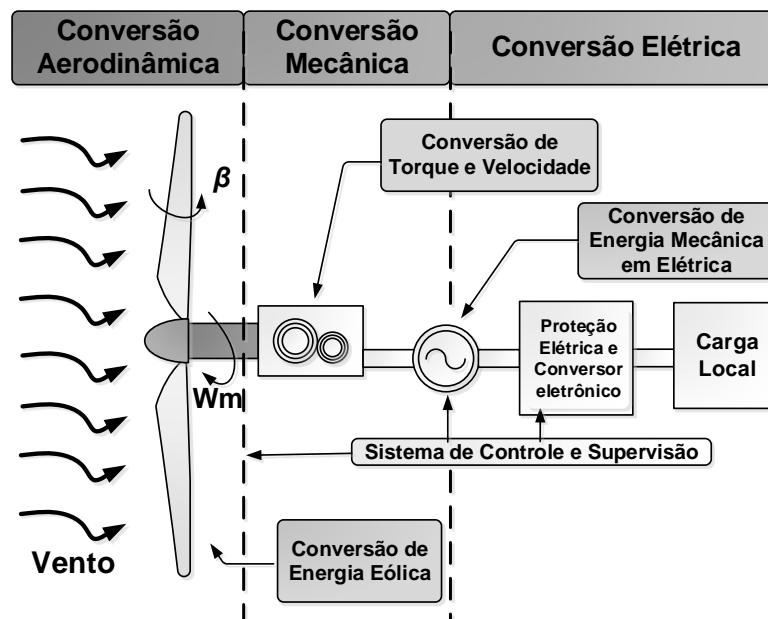 Conversão
Aerodinâmica
Conversão
Mecânica
Conversão Elétrica
Conversão de
Torque e Velocidade
β
Conversão de
Energia Mecânica
em Elétrica
Proteção
Elétrica e
Conversor
eletrônico
Carga
Local
Wm
Sistema de Controle e Supervisão
Conversão de
Energia Eólica
Vento